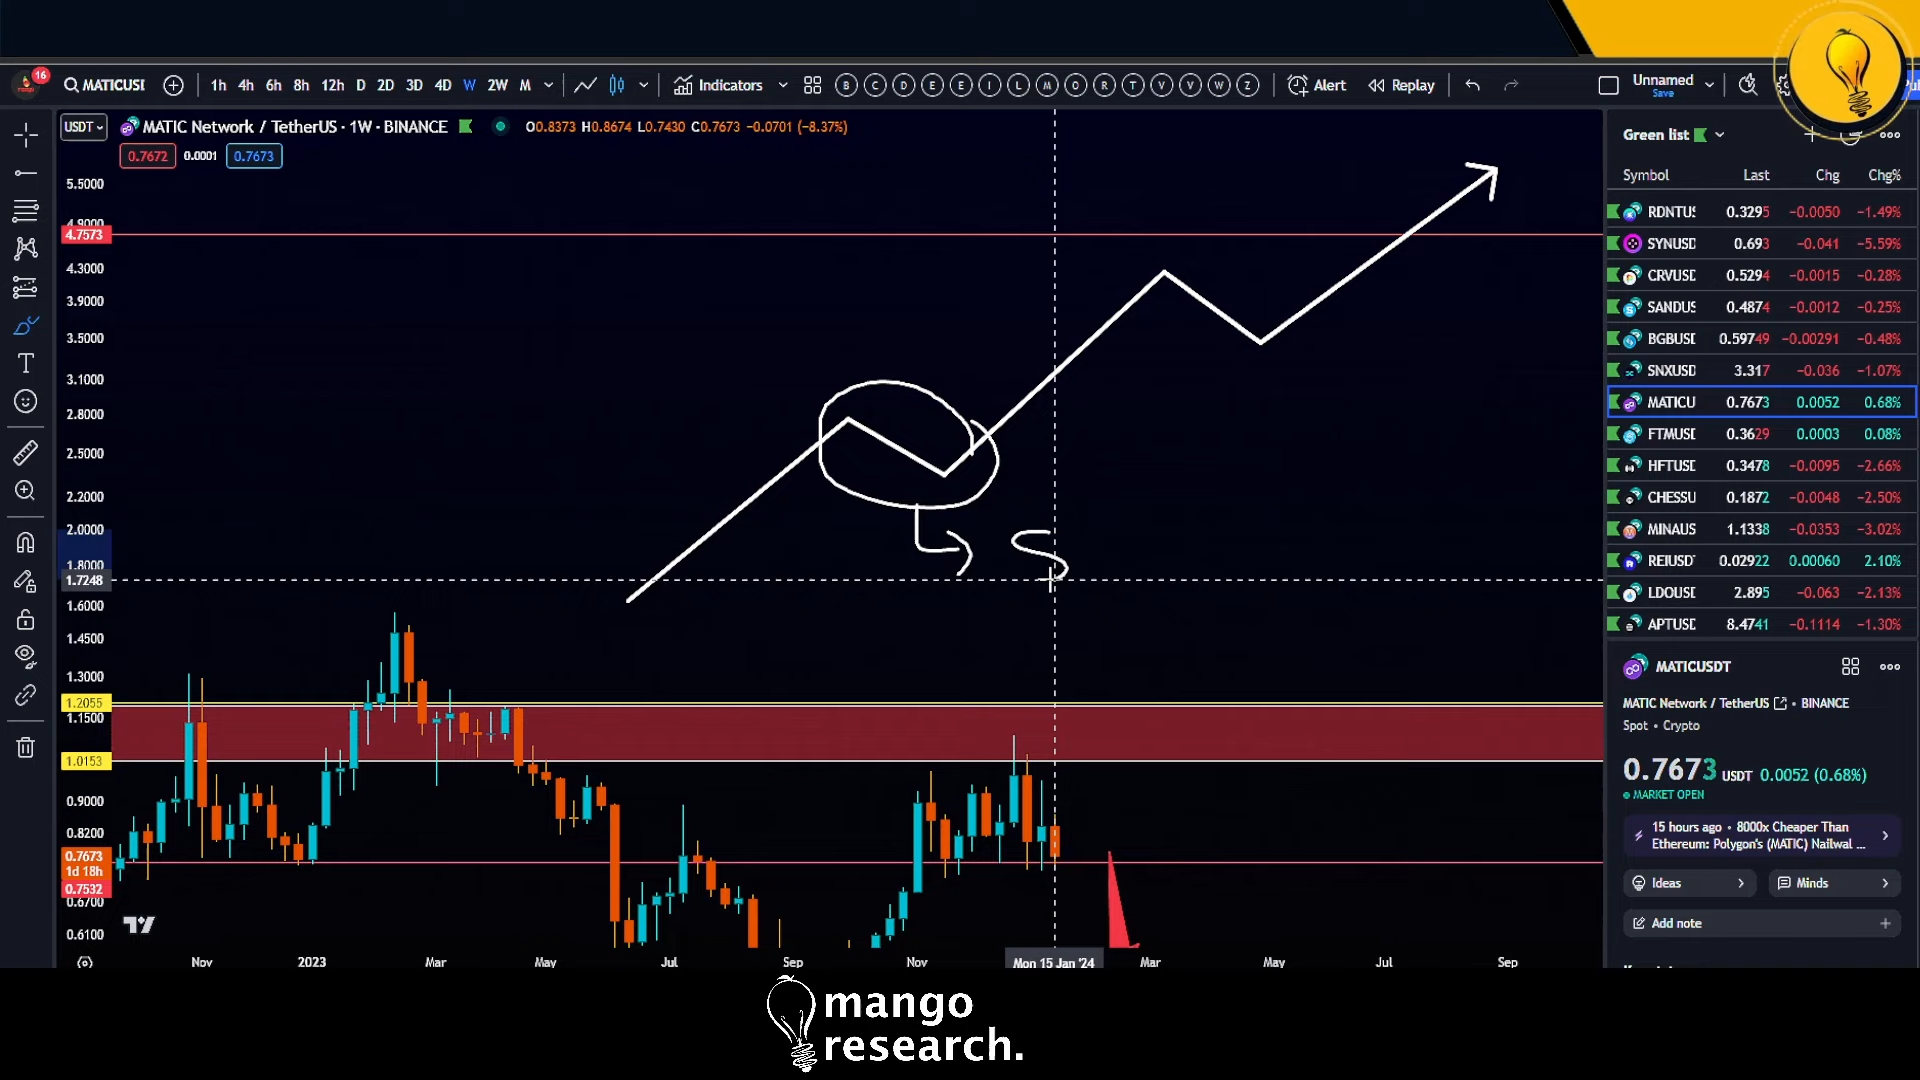 16 MATICUSI 1h 4h 6h 8h 12h D 2D 3D 4D W 2W M Indicators B C D E E I L M O R T V V W Z Alert Replay Unnamed
Save
USDT MATIC Network / TetherUS · 1W · BINANCE O0.8373 H0.8674 L0.7430 C0.7673 −0.0701 (−8.37%)
0.7672 0.0001 0.7673
5.5000
4.9000
4.7573
4.3000
3.9000
3.5000
3.1000
2.8000
2.5000
2.2000
2.0000
1.8000
1.7248
1.6000
1.4500
1.3000
1.2055
1.1500
1.0153
0.9000
0.8200
0.7673
1d 18h
0.7532
0.6700
0.6100
S
Nov 2023 Mar May Jul Sep Nov Mon 15 Jan '24 Mar May Jul Sep
Green list
Symbol Last Chg Chg%
RDNTUS 0.3295 −0.0050 −1.49%
SYNUSD 0.693 −0.041 −5.59%
CRVUSD 0.5294 −0.0015 −0.28%
SANDUS 0.4874 −0.0012 −0.25%
BGBUSD 0.59749 −0.00291 −0.48%
SNXUSD 3.317 −0.036 −1.07%
MATICU 0.7673 0.0052 0.68%
FTMUSD 0.3629 0.0003 0.08%
HFTUSD 0.3478 −0.0095 −2.66%
CHESSU 0.1872 −0.0048 −2.50%
MINAUS 1.1338 −0.0353 −3.02%
REIUSD 0.02922 0.00060 2.10%
LDOUSD 2.895 −0.063 −2.13%
APTUSD 8.4741 −0.1114 −1.30%
MATICUSDT
MATIC Network / TetherUS • BINANCE
Spot • Crypto
0.7673 USDT 0.0052 (0.68%)
MARKET OPEN
15 hours ago • 8000x Cheaper Than
Ethereum: Polygon's (MATIC) Nailwal ...
Ideas Minds
Add note
mango
research.